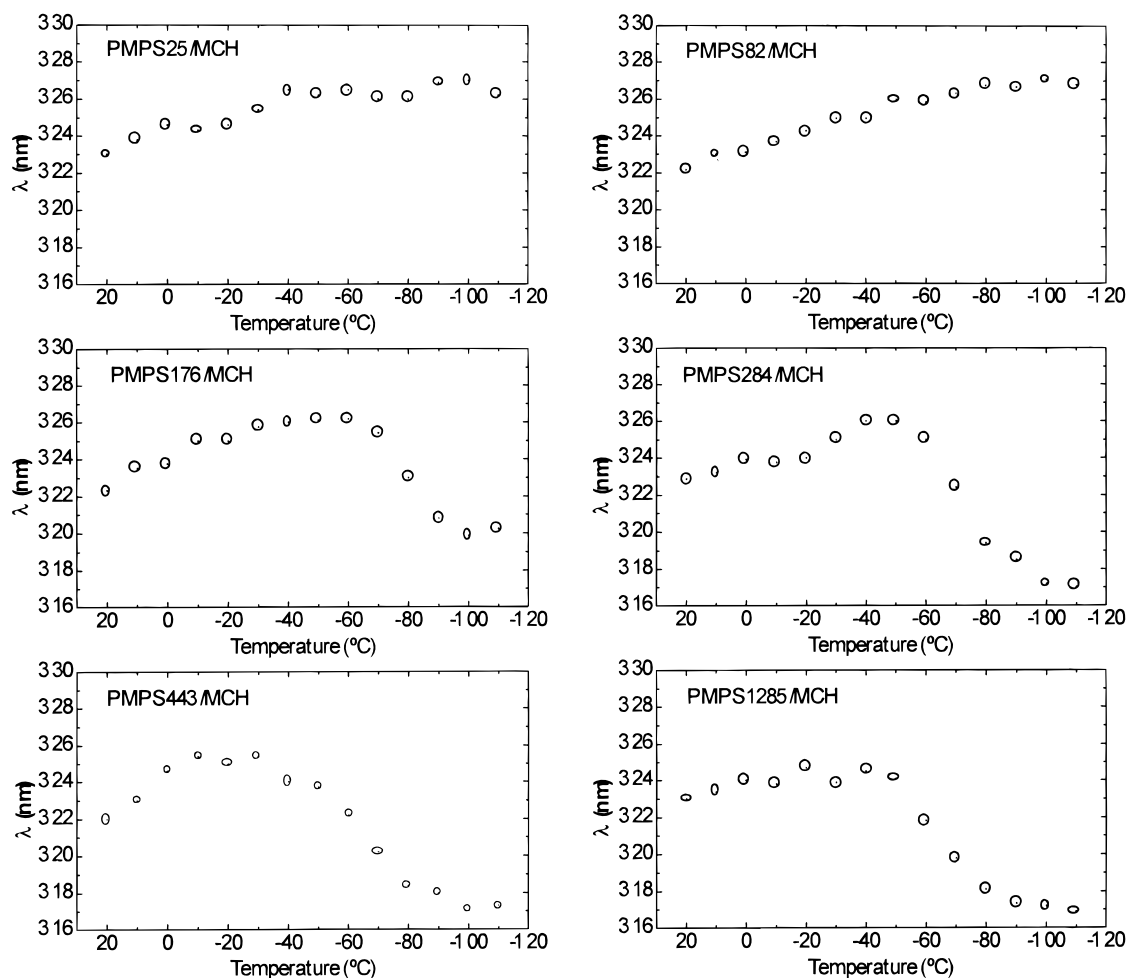 330
328
326
324
322
320
318
316
λ (nm)
PMPS25/MCH
20 0 -20 -40 -60 -80 -100 -120
Temperature (ºC)
330
328
326
324
322
320
318
316
λ (nm)
PMPS82/MCH
20 0 -20 -40 -60 -80 -100 -120
Temperature (ºC)
330
328
326
324
322
320
318
316
λ (nm)
PMPS176/MCH
20 0 -20 -40 -60 -80 -100 -120
Temperature (ºC)
330
328
326
324
322
320
318
316
λ (nm)
PMPS284/MCH
20 0 -20 -40 -60 -80 -100 -120
Temperature (ºC)
330
328
326
324
322
320
318
316
λ (nm)
PMPS443/MCH
20 0 -20 -40 -60 -80 -100 -120
Temperature (ºC)
330
328
326
324
322
320
318
316
λ (nm)
PMPS1285/MCH
20 0 -20 -40 -60 -80 -100 -120
Temperature (ºC)